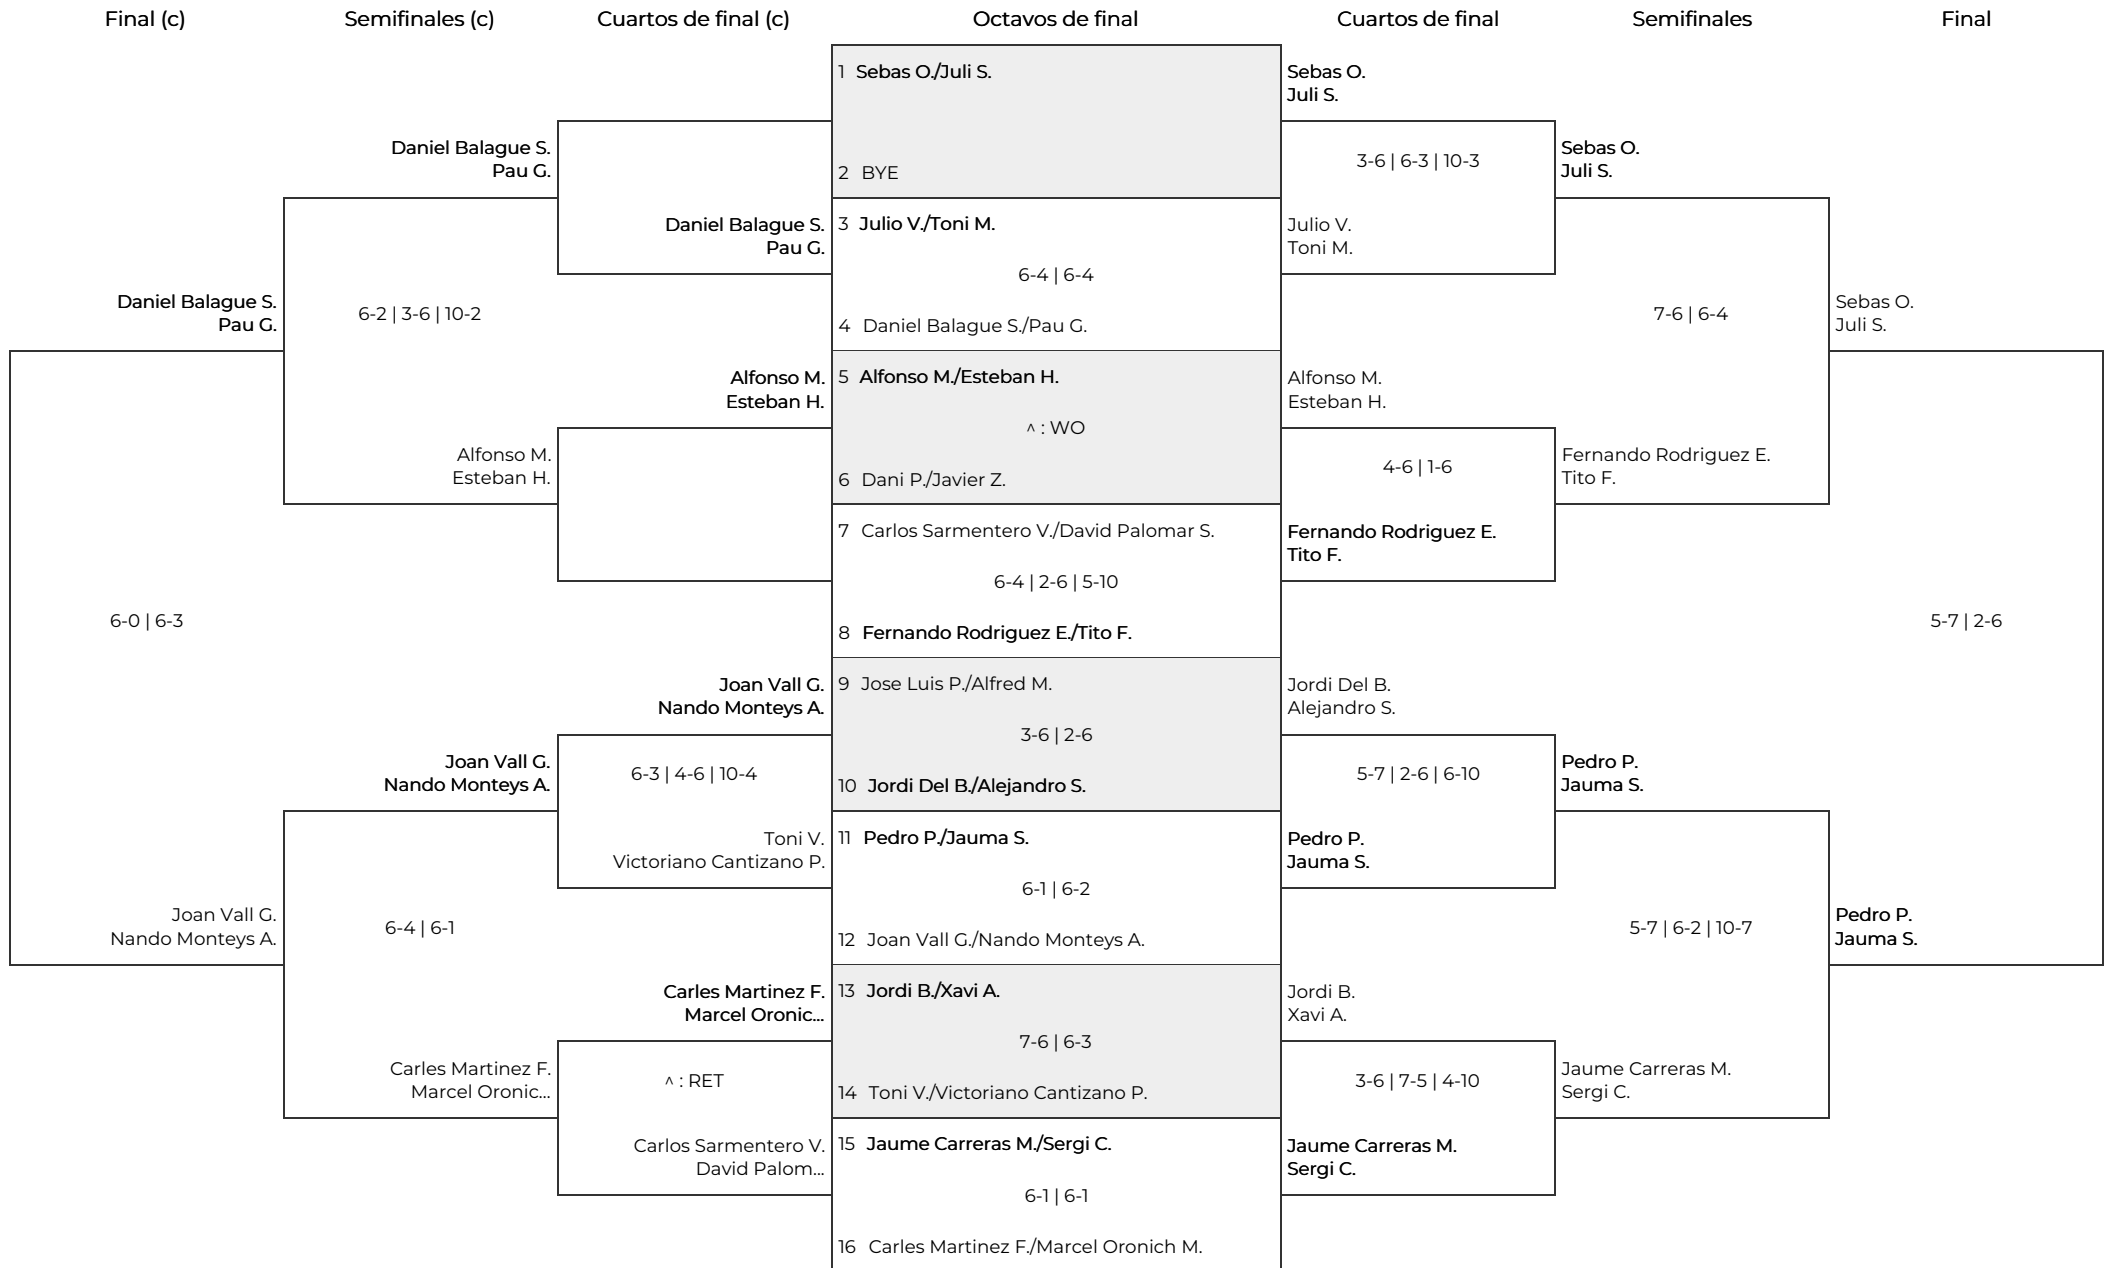 Final (c)
Semifinales (c)
Cuartos de final (c)
Octavos de final
Cuartos de final
Semifinales
Final
Daniel Balague S.
Pau G.
6-0 | 6-3
Joan Vall G.
Nando Monteys A.
Daniel Balague S.
Pau G.
6-2 | 3-6 | 10-2
Alfonso M.
Esteban H.
Joan Vall G.
Nando Monteys A.
6-4 | 6-1
Carles Martinez F.
Marcel Oronic...
Daniel Balague S.
Pau G.
Alfonso M.
Esteban H.
Joan Vall G.
Nando Monteys A.
6-3 | 4-6 | 10-4
Toni V.
Victoriano Cantizano P.
Carles Martinez F.
Marcel Oronic...
^ : RET
Carlos Sarmentero V.
David Palom...
1 Sebas O./Juli S.
2 BYE
3 Julio V./Toni M.
6-4 | 6-4
4 Daniel Balague S./Pau G.
5 Alfonso M./Esteban H.
^ : WO
6 Dani P./Javier Z.
7 Carlos Sarmentero V./David Palomar S.
6-4 | 2-6 | 5-10
8 Fernando Rodriguez E./Tito F.
9 Jose Luis P./Alfred M.
3-6 | 2-6
10 Jordi Del B./Alejandro S.
11 Pedro P./Jauma S.
6-1 | 6-2
12 Joan Vall G./Nando Monteys A.
13 Jordi B./Xavi A.
7-6 | 6-3
14 Toni V./Victoriano Cantizano P.
15 Jaume Carreras M./Sergi C.
6-1 | 6-1
16 Carles Martinez F./Marcel Oronich M.
Sebas O.
Juli S.
3-6 | 6-3 | 10-3
Julio V.
Toni M.
Alfonso M.
Esteban H.
4-6 | 1-6
Fernando Rodriguez E.
Tito F.
Jordi Del B.
Alejandro S.
5-7 | 2-6 | 6-10
Pedro P.
Jauma S.
Jordi B.
Xavi A.
3-6 | 7-5 | 4-10
Jaume Carreras M.
Sergi C.
Sebas O.
Juli S.
7-6 | 6-4
Fernando Rodriguez E.
Tito F.
Pedro P.
Jauma S.
5-7 | 6-2 | 10-7
Jaume Carreras M.
Sergi C.
Sebas O.
Juli S.
5-7 | 2-6
Pedro P.
Jauma S.